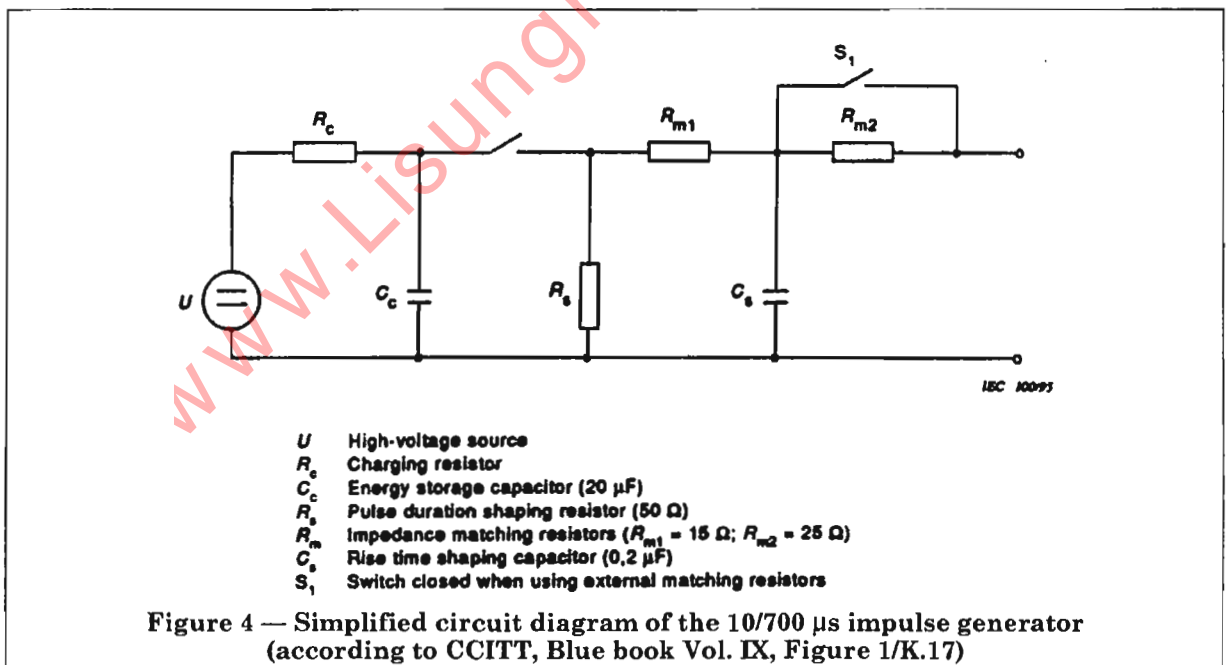 www.Lisung
S1
Rc
Rm1
Rm2
U
Cc
Rs
Cs
IEC 100/95
U High-voltage source
Rc Charging resistor
Cc Energy storage capacitor (20 µF)
Rs Pulse duration shaping resistor (50 Ω)
Rm Impedance matching resistors (Rm1 = 15 Ω; Rm2 = 25 Ω)
Cs Rise time shaping capacitor (0,2 µF)
S1 Switch closed when using external matching resistors
Figure 4 — Simplified circuit diagram of the 10/700 µs impulse generator
(according to CCITT, Blue book Vol. IX, Figure 1/K.17)